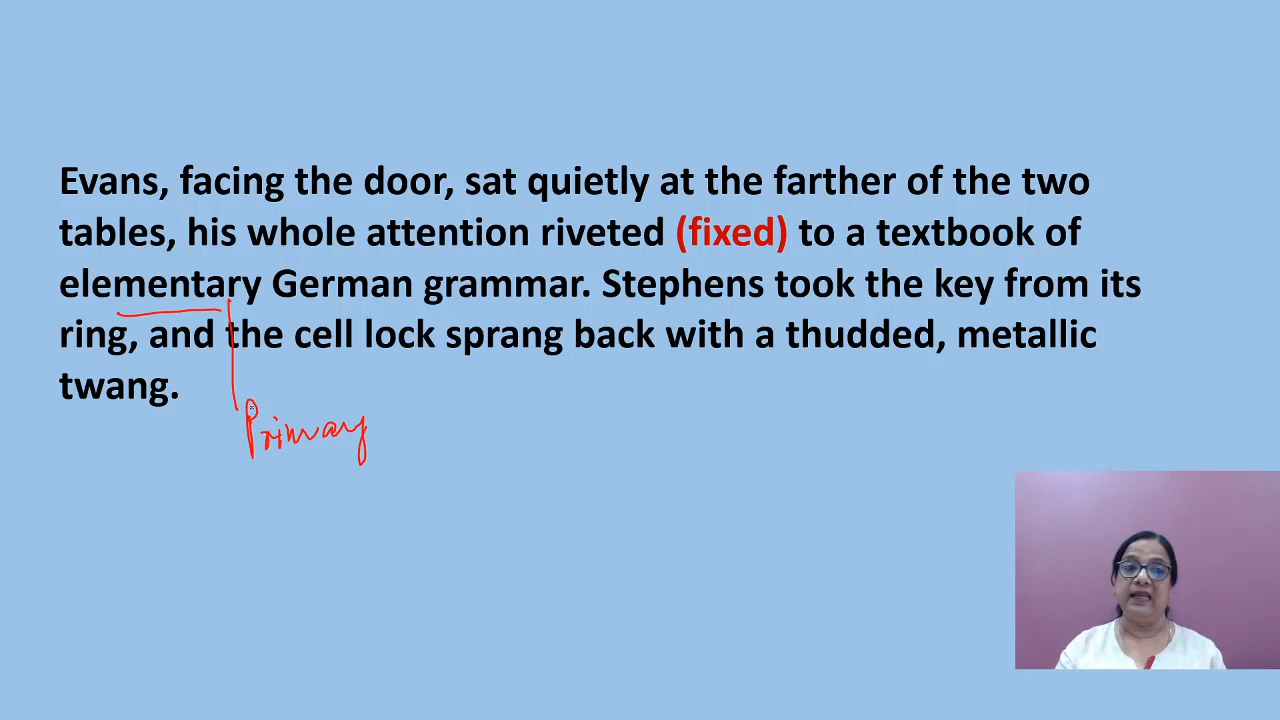 Evans, facing the door, sat quietly at the farther of the two
tables, his whole attention riveted (fixed) to a textbook of
elementary German grammar. Stephens took the key from its
ring, and the cell lock sprang back with a thudded, metallic
twang.
Primary